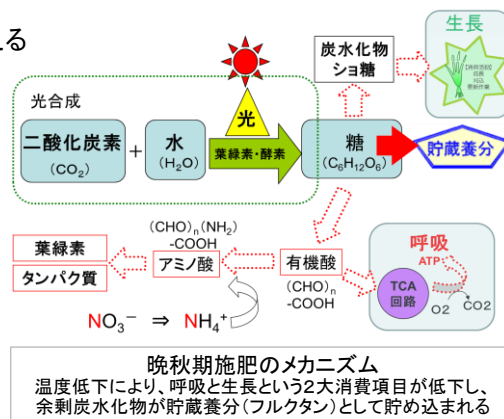 える
光合成
二酸化炭素
(CO₂)
+
水
(H₂O)
光
葉緑素・酵素
糖
(C₆H₁₂O₆)
炭水化物
ショ糖
生長
貯蔵養分
葉緑素
タンパク質
(CHO)n(NH₂)
-COOH
アミノ酸
有機酸
(CHO)n
-COOH
呼吸
ATP
TCA
回路
O2
CO2
NO₃⁻ ⇒ NH₄⁺
晩秋期施肥のメカニズム
温度低下により、呼吸と生長という2大消費項目が低下し、
余剰炭水化物が貯蔵養分(フルクタン)として貯め込まれる